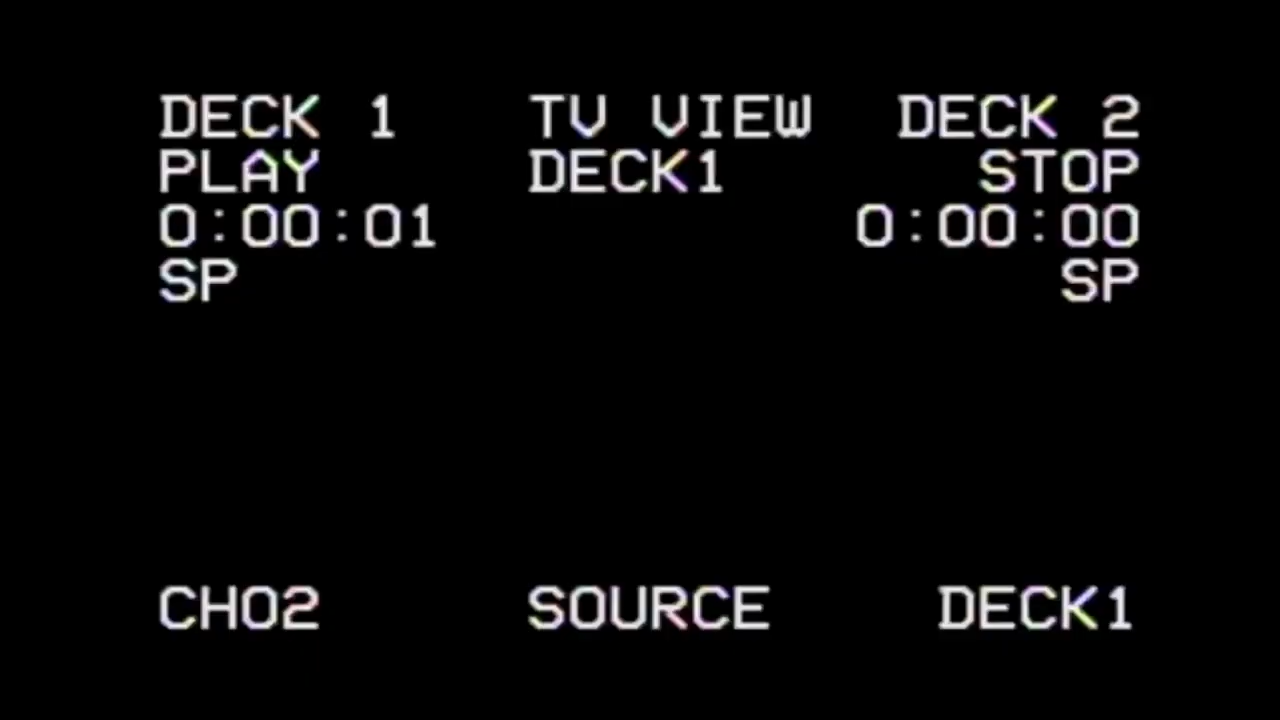 DECK 1 TV VIEW DECK 2
PLAY DECK1 STOP
0:00:01 0:00:00
SP SP
CH02 SOURCE DECK1